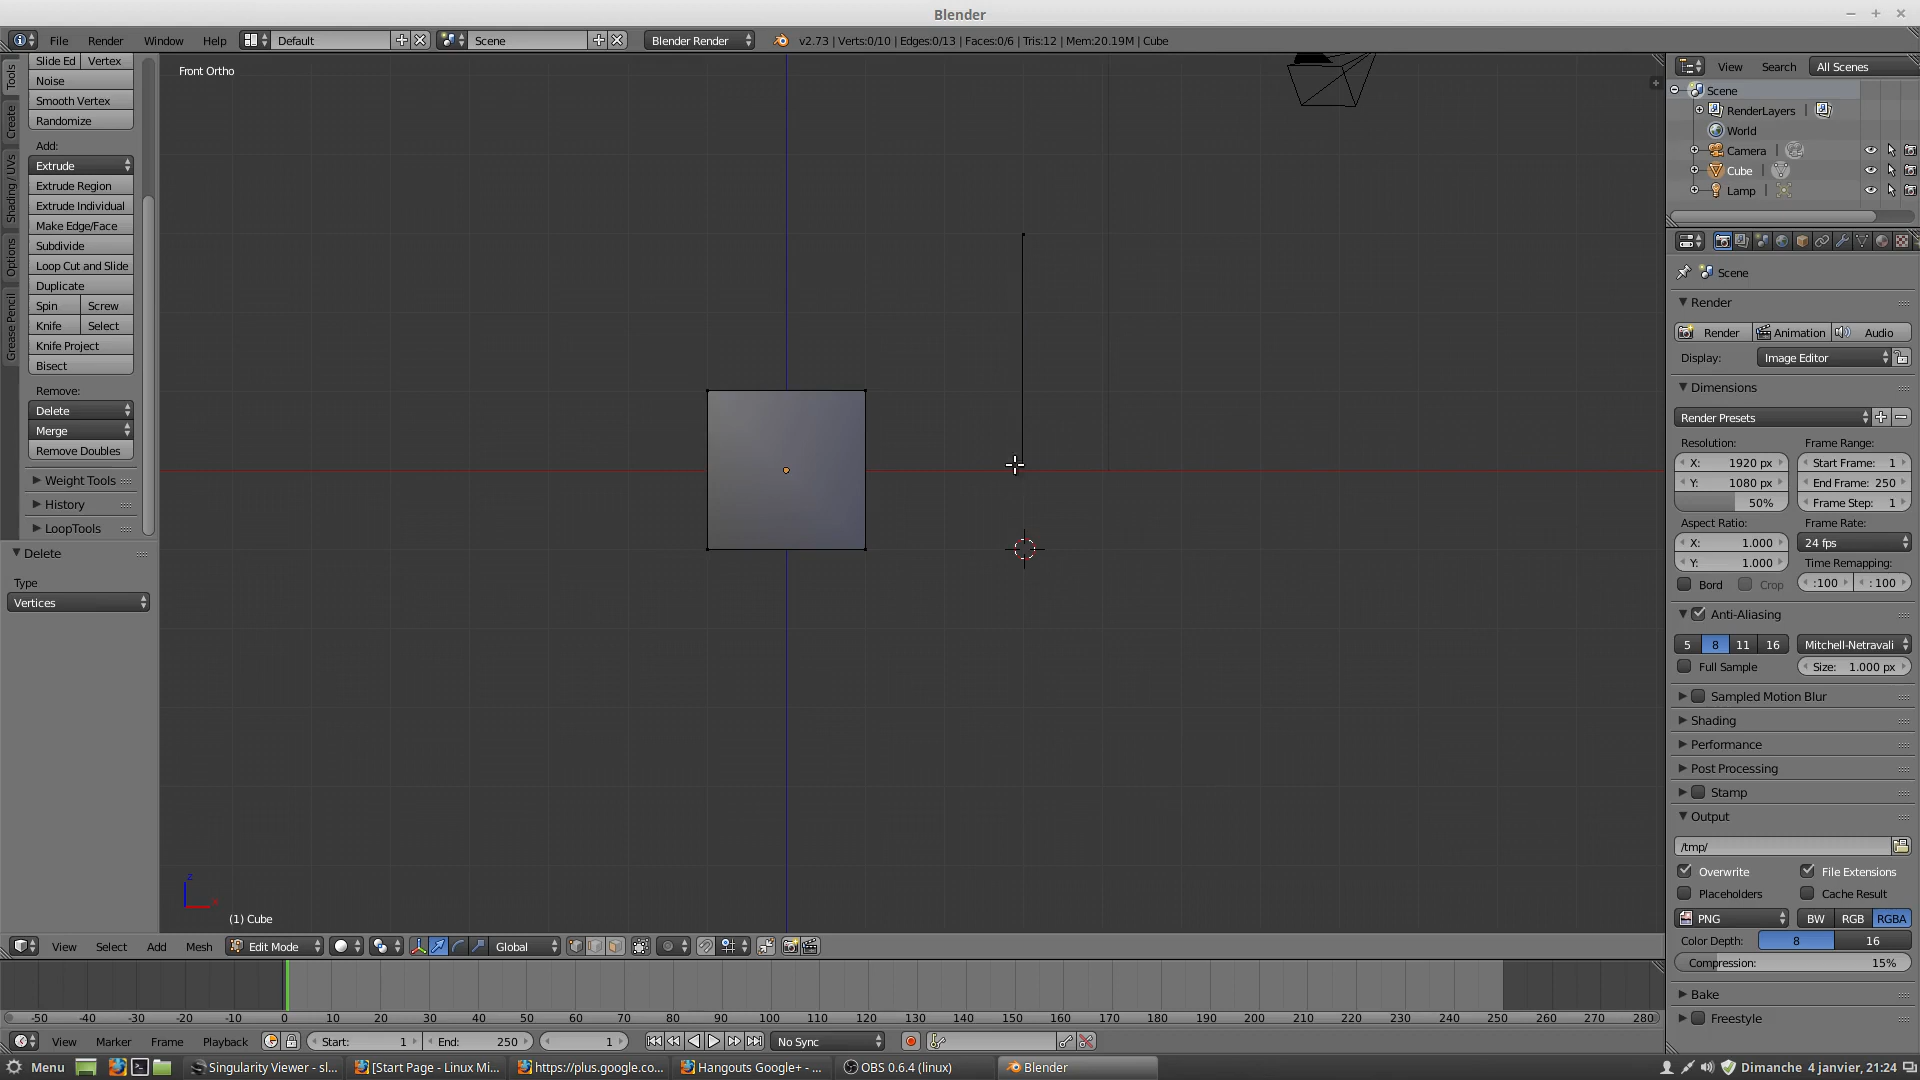 Blender
File Render Window Help Default Scene Blender Render v2.73 | Verts:0/10 | Edges:0/13 | Faces:0/6 | Tris:12 | Mem:20.19M | Cube
Tools
Create
Shading / UVs
Options
Grease Pencil
Slide Ed Vertex
Noise
Smooth Vertex
Randomize
Add:
Extrude
Extrude Region
Extrude Individual
Make Edge/Face
Subdivide
Loop Cut and Slide
Duplicate
Spin Screw
Knife Select
Knife Project
Bisect
Remove:
Delete
Merge
Remove Doubles
Weight Tools
History
LoopTools
Delete
Type
Vertices
Front Ortho
z
x
(1) Cube
View Search All Scenes
Scene
RenderLayers |
World
Camera |
Cube |
Lamp |
Scene
Render
Render Animation Audio
Display: Image Editor
Dimensions
Render Presets
Resolution: Frame Range:
X: 1920 px Start Frame: 1
Y: 1080 px End Frame: 250
50% Frame Step: 1
Aspect Ratio: Frame Rate:
X: 1.000 24 fps
Y: 1.000 Time Remapping:
Bord Crop :100 : 100
Anti-Aliasing
5 8 11 16 Mitchell-Netravali
Full Sample Size: 1.000 px
Sampled Motion Blur
Shading
Performance
Post Processing
Stamp
Output
/tmp/
Overwrite File Extensions
Placeholders Cache Result
PNG BW RGB RGBA
Color Depth: 8 16
Compression: 15%
Bake
Freestyle
View Select Add Mesh Edit Mode Global
-50 -40 -30 -20 -10 0 10 20 30 40 50 60 70 80 90 100 110 120 130 140 150 160 170 180 190 200 210 220 230 240 250 260 270 280
View Marker Frame Playback Start: 1 End: 250 1 No Sync
Menu Singularity Viewer - sl... [Start Page - Linux Mi... https://plus.google.co... Hangouts Google+ - ... OBS 0.6.4 (linux) Blender Dimanche 4 janvier, 21:24